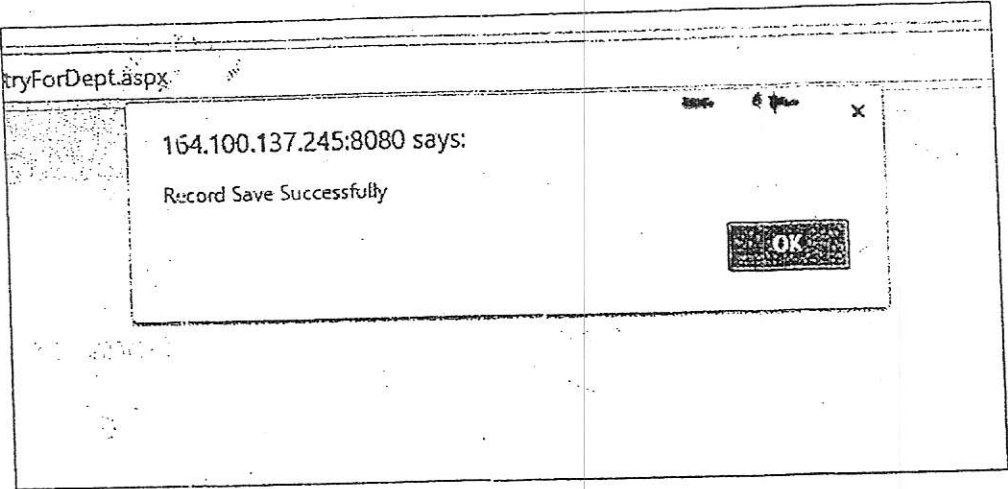 tryForDept.aspx
×
164.100.137.245:8080 says:
Record Save Successfully
OK